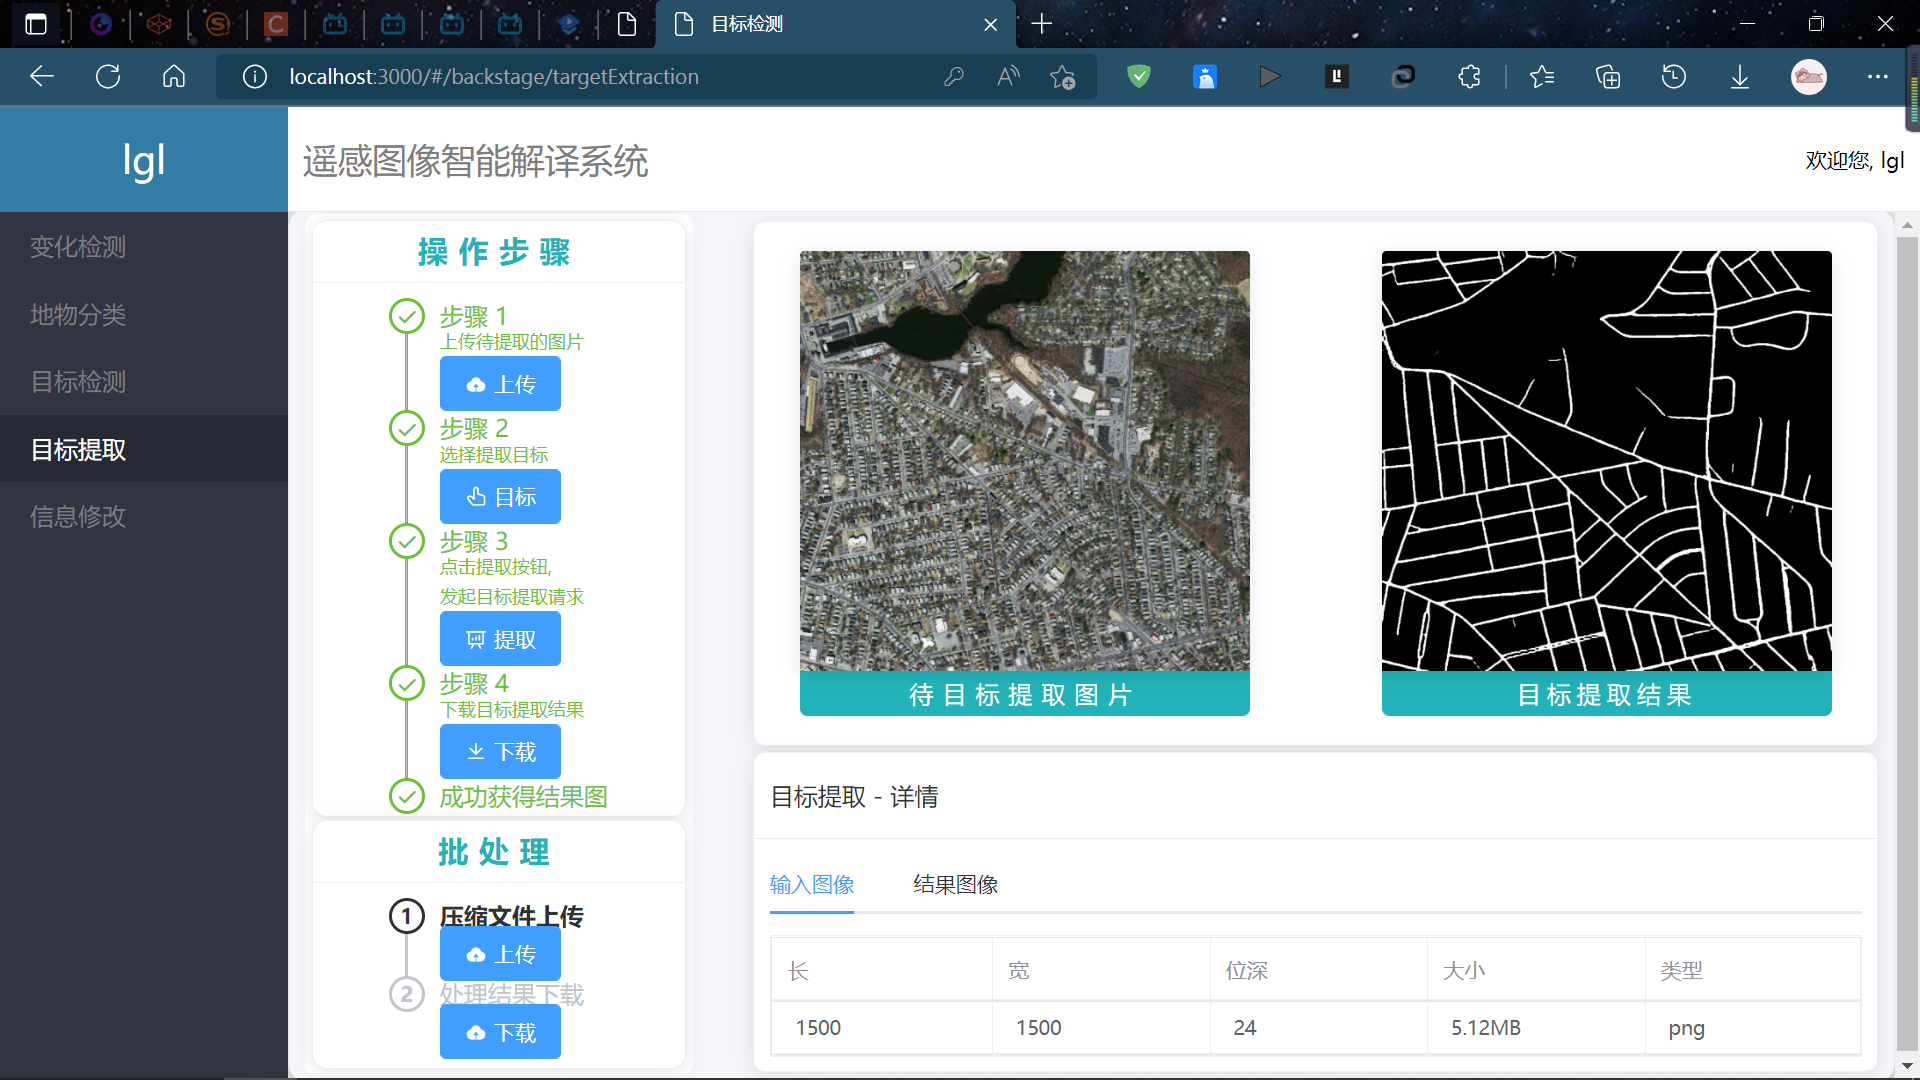 目标检测
localhost:3000/#/backstage/targetExtraction
lgl
遥感图像智能解译系统
欢迎您, lgl
变化检测
地物分类
目标检测
目标提取
信息修改
操作步骤
步骤 1
上传待提取的图片
上传
步骤 2
选择提取目标
目标
步骤 3
点击提取按钮,
发起目标提取请求
提取
步骤 4
下载目标提取结果
下载
成功获得结果图
批处理
1 压缩文件上传
上传
2 处理结果下载
下载
待目标提取图片
目标提取结果
目标提取 - 详情
输入图像 结果图像
长 宽 位深 大小 类型
1500 1500 24 5.12MB png